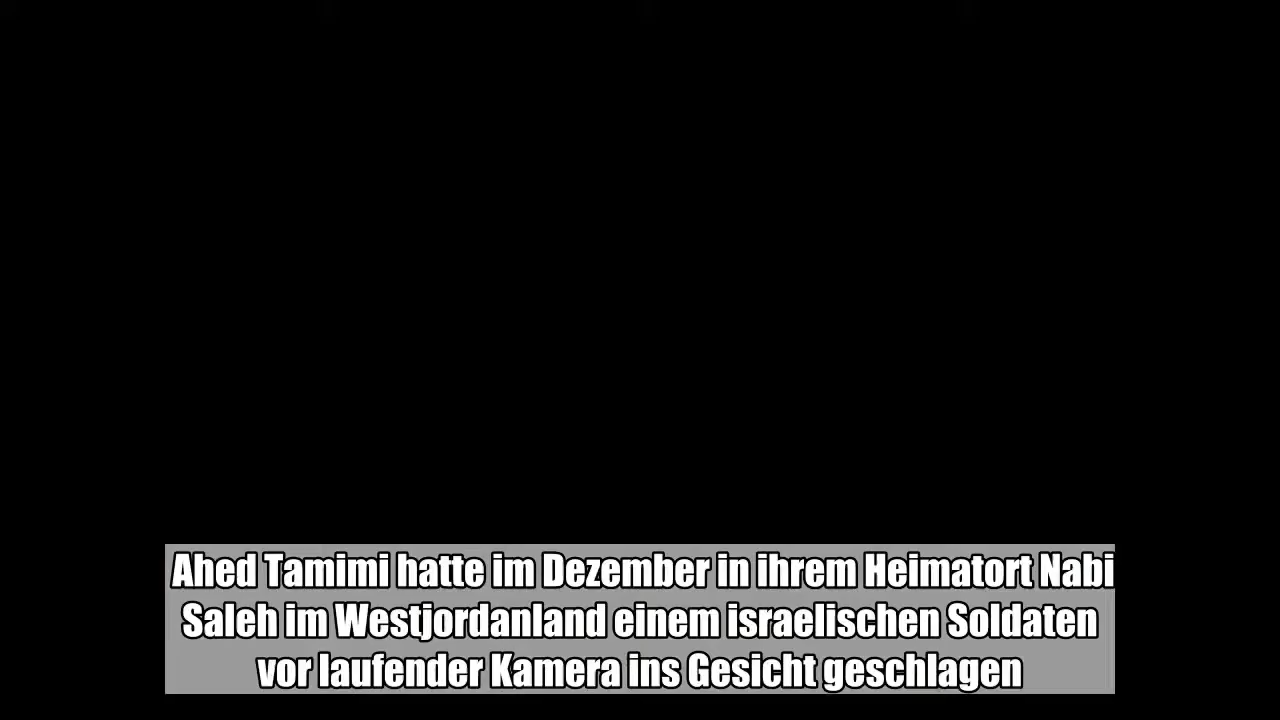 Ahed Tamimi hatte im Dezember in ihrem Heimatort Nabi
Saleh im Westjordanland einem israelischen Soldaten
vor laufender Kamera ins Gesicht geschlagen